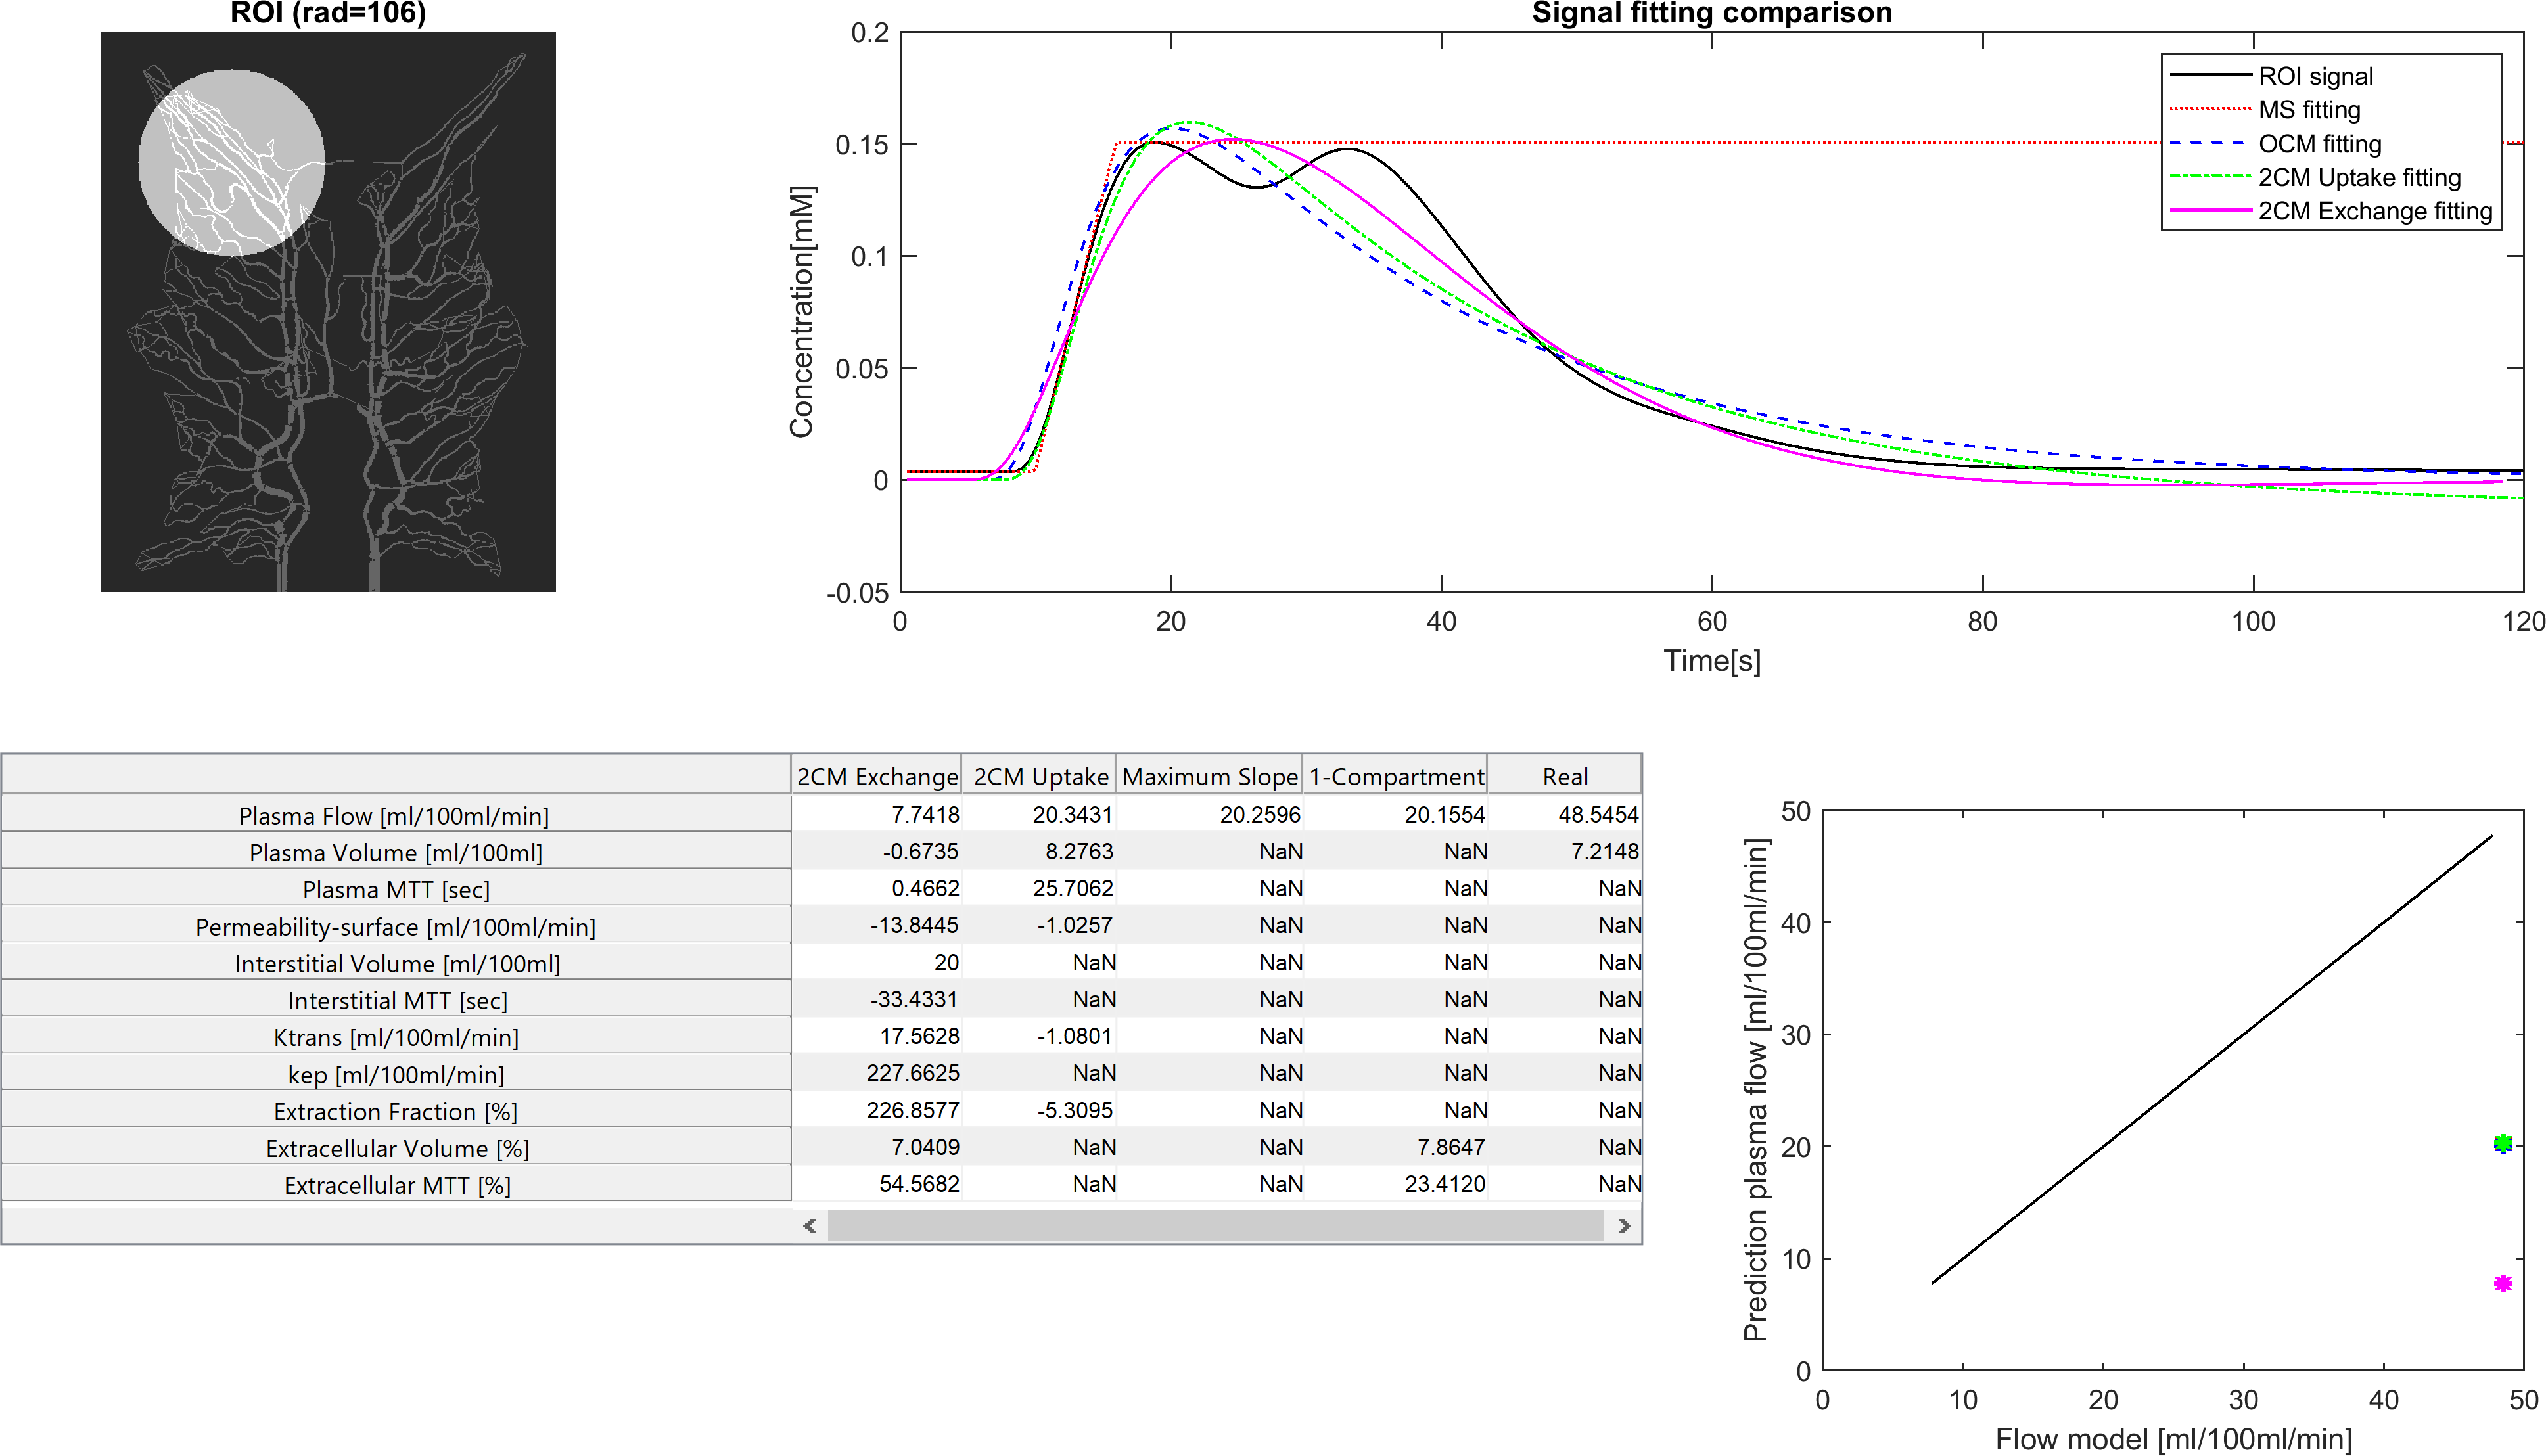 ROI (rad=106)
Signal fitting comparison
0.2
0.15
0.1
0.05
0
-0.05
Concentration[mM]
0 20 40 60 80 100 120
Time[s]
ROI signal
MS fitting
OCM fitting
2CM Uptake fitting
2CM Exchange fitting
2CM Exchange 2CM Uptake Maximum Slope 1-Compartment Real
Plasma Flow [ml/100ml/min] 7.7418 20.3431 20.2596 20.1554 48.5454
Plasma Volume [ml/100ml] -0.6735 8.2763 NaN NaN 7.2148
Plasma MTT [sec] 0.4662 25.7062 NaN NaN NaN
Permeability-surface [ml/100ml/min] -13.8445 -1.0257 NaN NaN NaN
Interstitial Volume [ml/100ml] 20 NaN NaN NaN NaN
Interstitial MTT [sec] -33.4331 NaN NaN NaN NaN
Ktrans [ml/100ml/min] 17.5628 -1.0801 NaN NaN NaN
kep [ml/100ml/min] 227.6625 NaN NaN NaN NaN
Extraction Fraction [%] 226.8577 -5.3095 NaN NaN NaN
Extracellular Volume [%] 7.0409 NaN NaN 7.8647 NaN
Extracellular MTT [%] 54.5682 NaN NaN 23.4120 NaN
50
40
30
20
10
0
Prediction plasma flow [ml/100ml/min]
0 10 20 30 40 50
Flow model [ml/100ml/min]